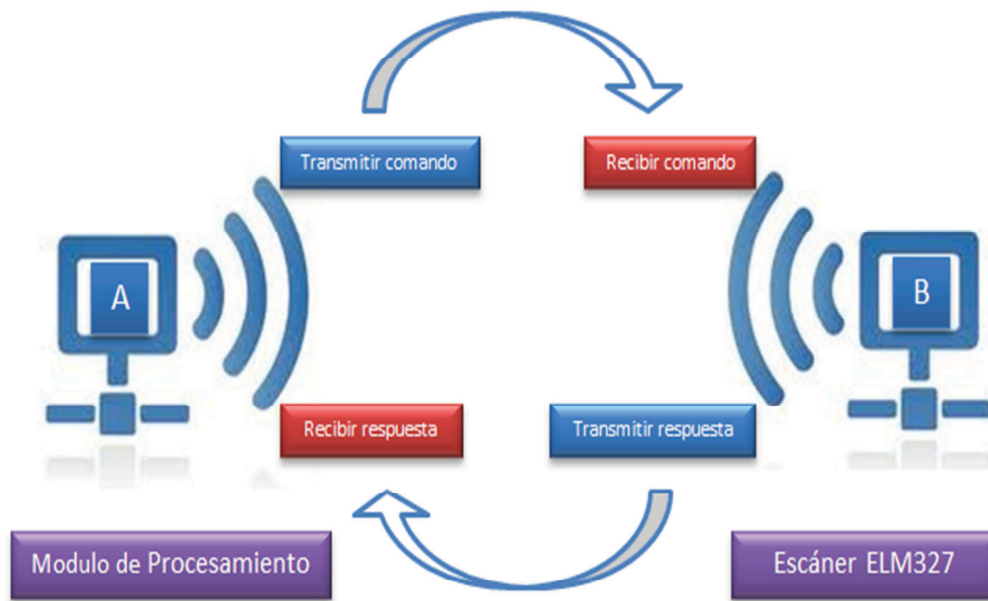 Transmitir comando
Recibir comando
A
B
Recibir respuesta
Transmitir respuesta
Modulo de Procesamiento
Escáner ELM327